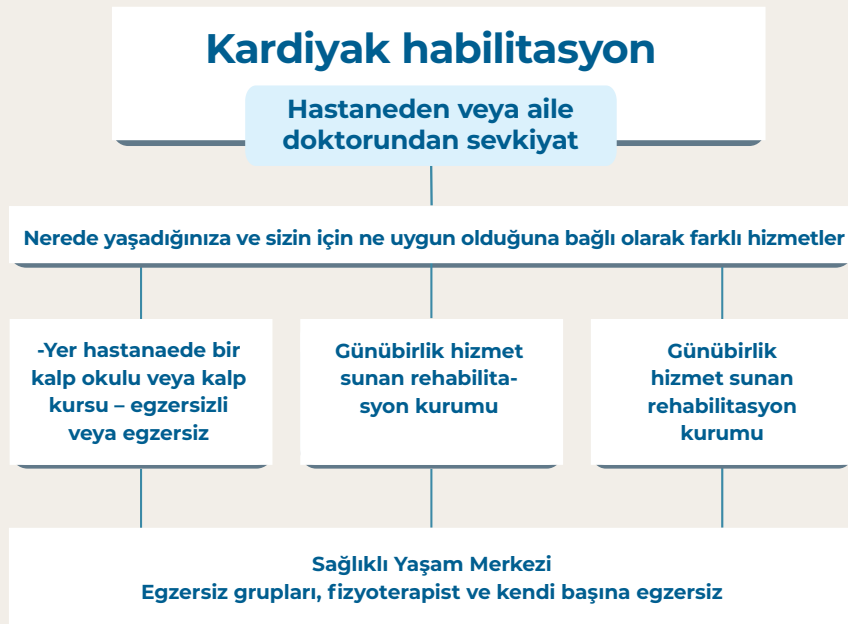 Kardiyak habilitasyon
Hastaneden veya aile
doktorundan sevkiyat
Nerede yaşadığınıza ve sizin için ne uygun olduğuna bağlı olarak farklı hizmetler
-Yer hastanaede bir
kalp okulu veya kalp
kursu – egzersizli
veya egzersiz
Günübirlik hizmet
sunan rehabilita-
syon kurumu
Günübirlik
hizmet sunan
rehabilitasyon
kurumu
Sağlıklı Yaşam Merkezi
Egzersiz grupları, fizyoterapist ve kendi başına egzersiz